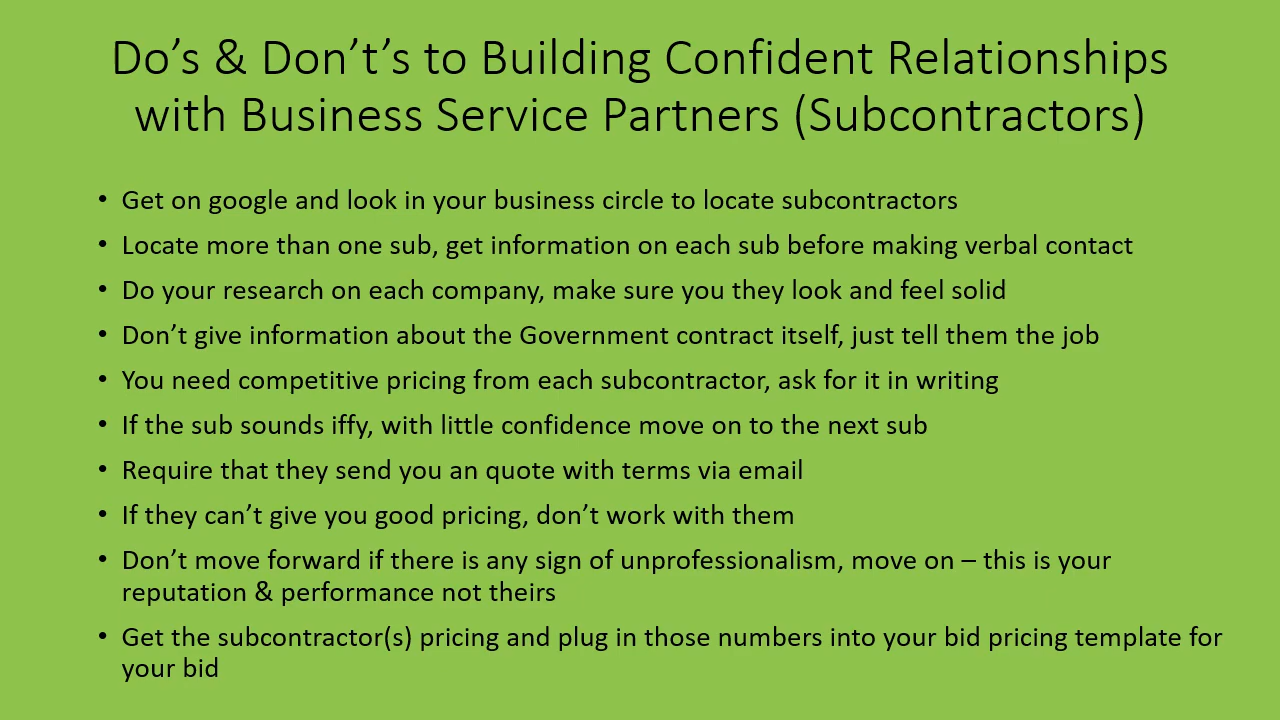 Do’s & Don’t’s to Building Confident Relationships
with Business Service Partners (Subcontractors)
• Get on google and look in your business circle to locate subcontractors
• Locate more than one sub, get information on each sub before making verbal contact
• Do your research on each company, make sure you they look and feel solid
• Don’t give information about the Government contract itself, just tell them the job
• You need competitive pricing from each subcontractor, ask for it in writing
• If the sub sounds iffy, with little confidence move on to the next sub
• Require that they send you an quote with terms via email
• If they can’t give you good pricing, don’t work with them
• Don’t move forward if there is any sign of unprofessionalism, move on – this is your
reputation & performance not theirs
• Get the subcontractor(s) pricing and plug in those numbers into your bid pricing template for
your bid